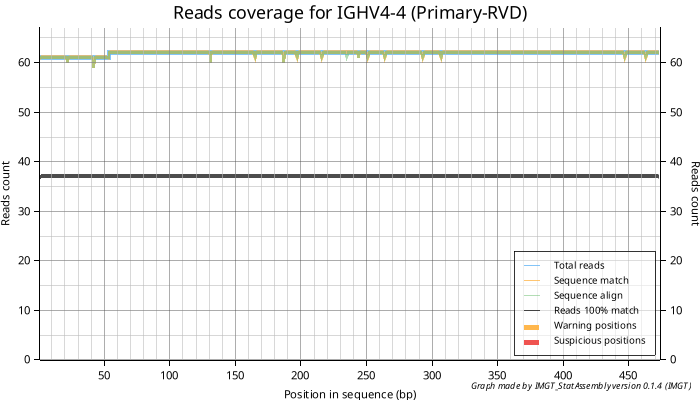 Reads coverage for IGHV4-4 (Primary-RVD)
60
50
40
30
20
10
0
Reads count
60
50
40
30
20
10
0
Reads count
Total reads
Sequence match
Sequence align
Reads 100% match
Warning positions
Suspicious positions
50 100 150 200 250 300 350 400 450
Position in sequence (bp)
Graph made by IMGT_StatAssembly version 0.1.4 (IMGT)